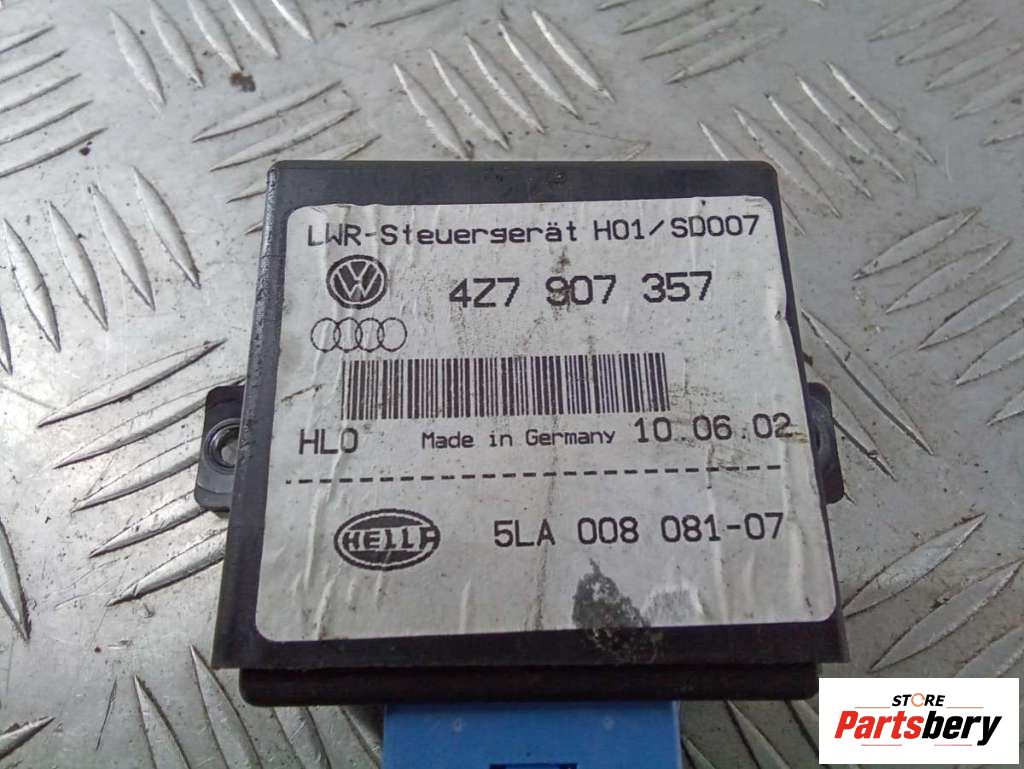 LWR-Steuergerät H01/SD007
VW
4Z7 907 357
HLO Made in Germany 10.06.02
HELLA
5LA 008 081-07
STORE
Partsbery